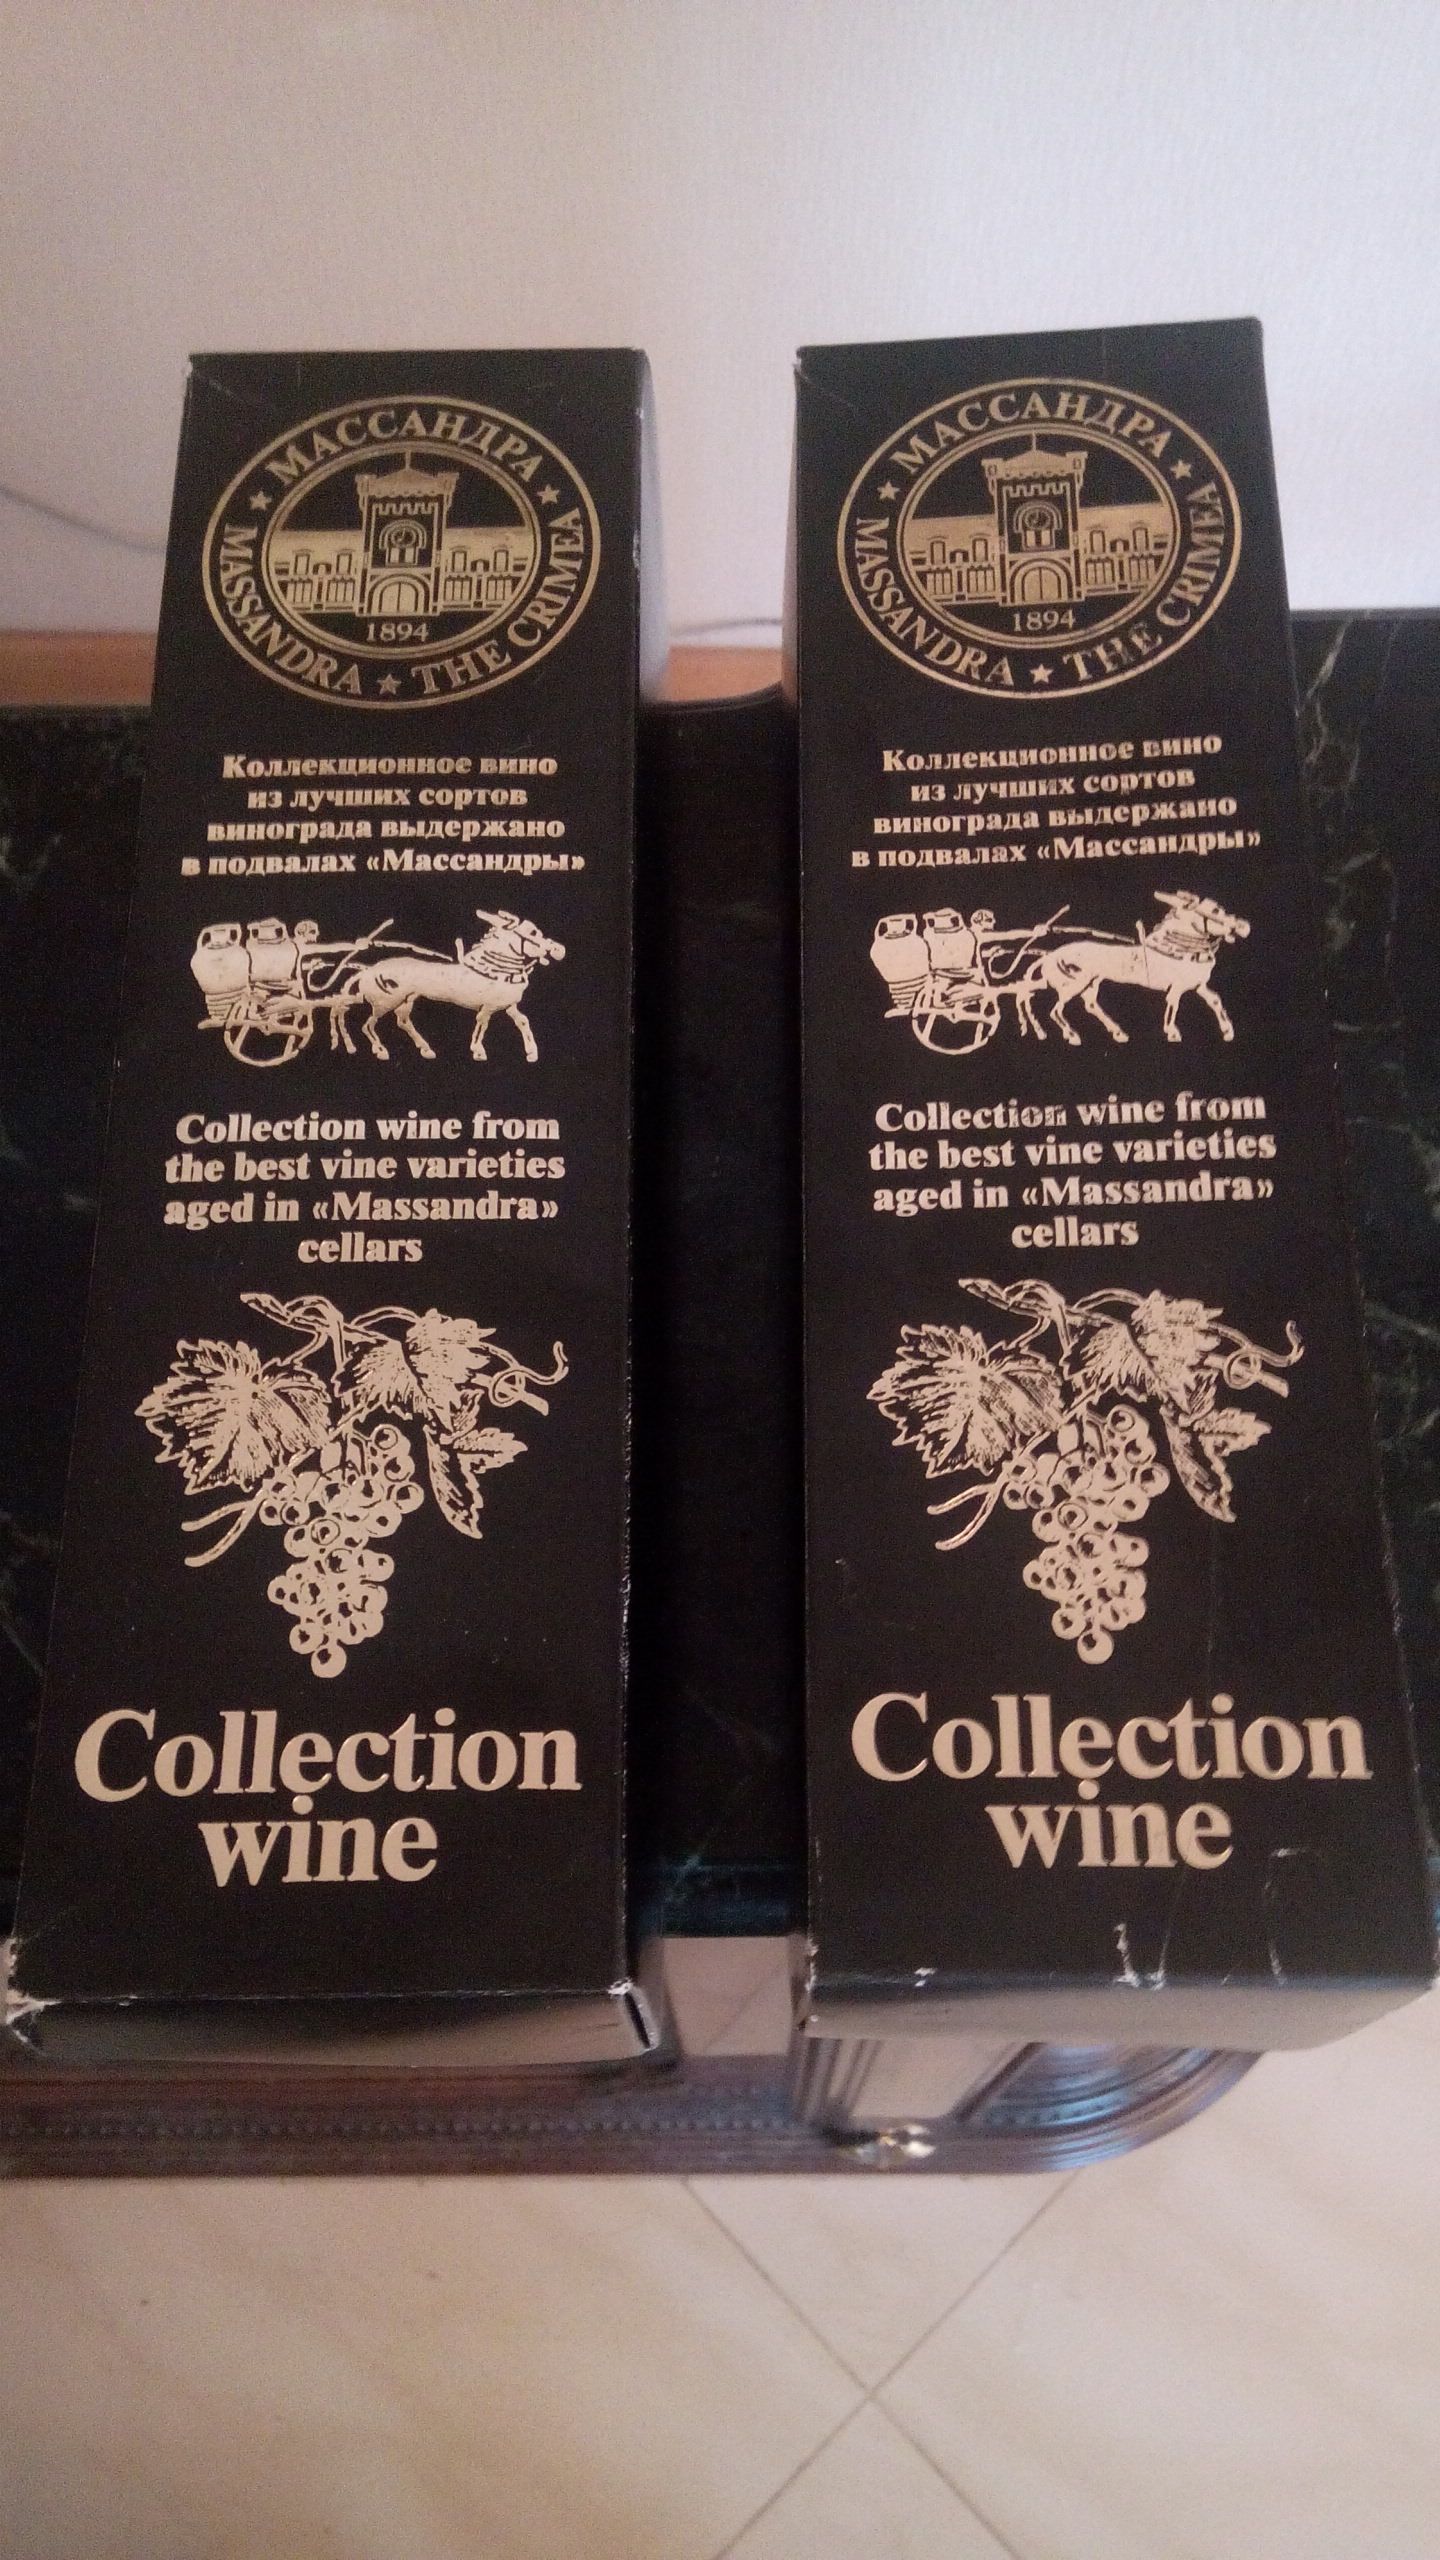 МАССАНДРА
MASSANDRA ★ THE CRIMEA
1894
Коллекционное вино
из лучших сортов
винограда выдержано
в подвалах «Массандры»
Collection wine from
the best vine varieties
aged in «Massandra»
cellars
Collection
wine
МАССАНДРА
MASSANDRA ★ THE CRIMEA
1894
Коллекционное вино
из лучших сортов
винограда выдержано
в подвалах «Массандры»
Collection wine from
the best vine varieties
aged in «Massandra»
cellars
Collection
wine